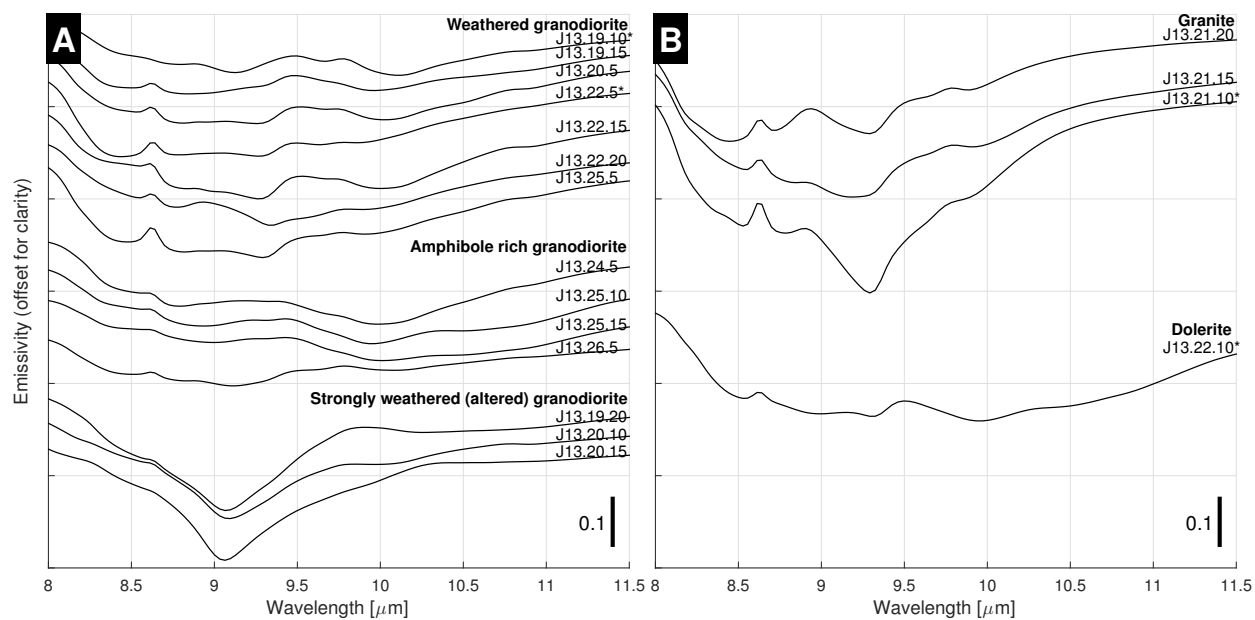 A
Weathered granodiorite
J13.19.10*
J13.19.15
J13.20.5
J13.22.5*
J13.22.15
J13.22.20
J13.25.5
Amphibole rich granodiorite
J13.24.5
J13.25.10
J13.25.15
J13.26.5
Strongly weathered (altered) granodiorite
J13.19.20
J13.20.10
J13.20.15
0.1
Emissivity (offset for clarity)
8 8.5 9 9.5 10 10.5 11 11.5
Wavelength [μm]
B
Granite
J13.21.20
J13.21.15
J13.21.10*
Dolerite
J13.22.10*
0.1
8 8.5 9 9.5 10 10.5 11 11.5
Wavelength [μm]